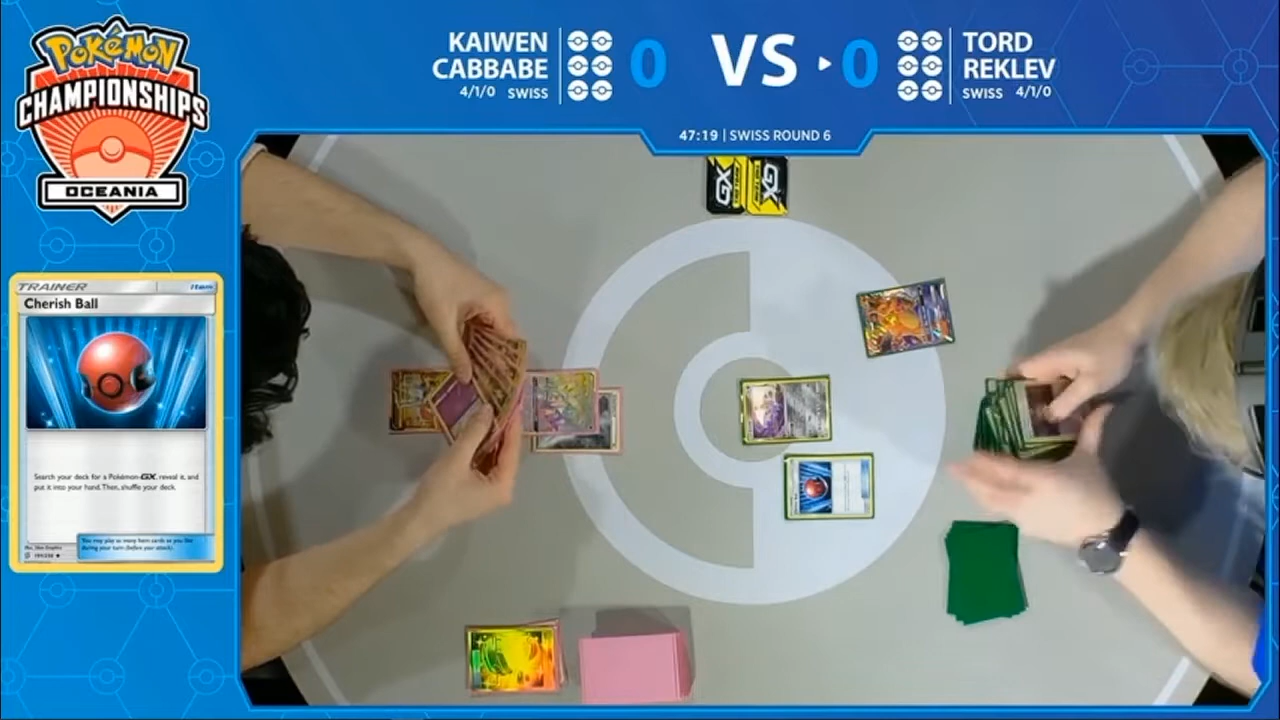 Pokémon
CHAMPIONSHIPS
OCEANIA
KAIWEN
CABBABE
4/1/0 SWISS
0
VS
0
TORD
REKLEV
SWISS 4/1/0
47:19 | SWISS ROUND 6
TRAINER
Item
Cherish Ball
Search your deck for a Pokémon-GX, reveal it, and
put it into your hand. Then, shuffle your deck.
You may play as many Item cards as you like
during your turn (before your attack).
GX
GX